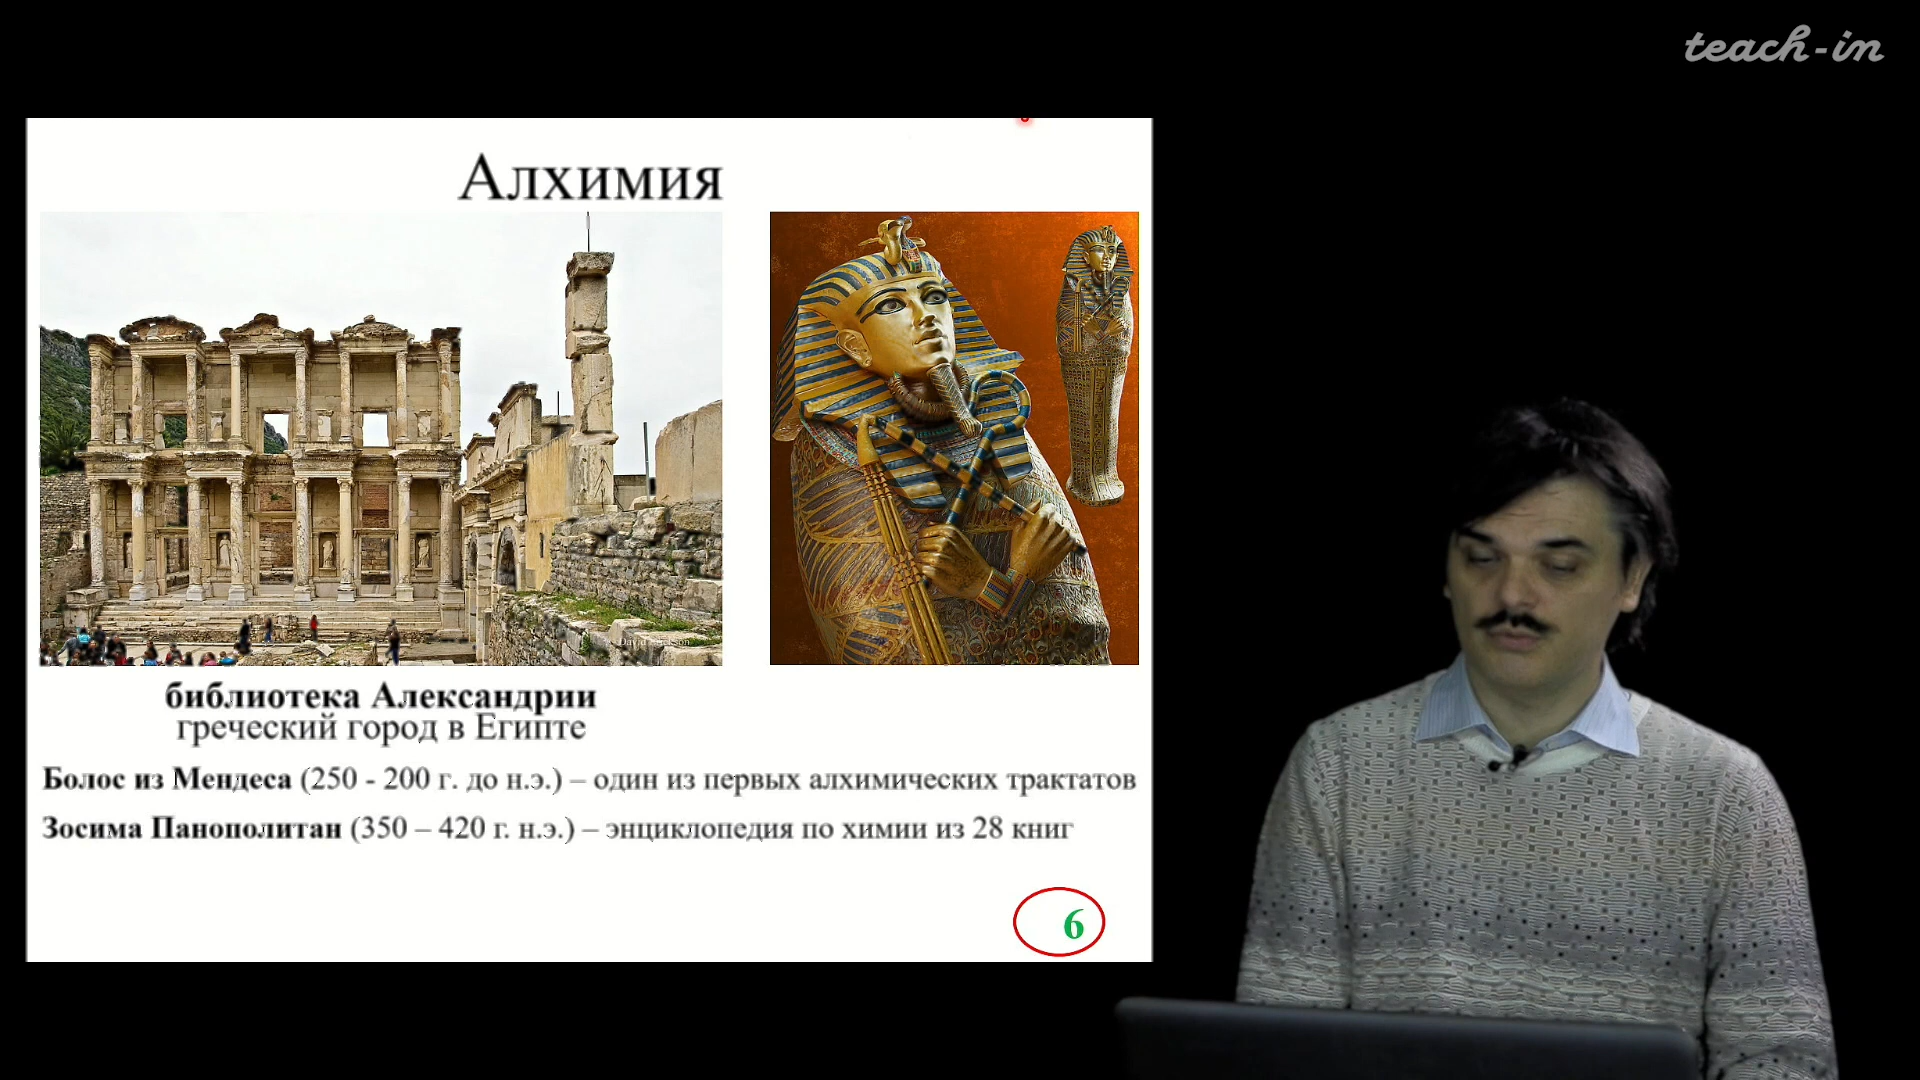 teach-in
Алхимия
библиотека Александрии
греческий город в Египте
Болос из Мендеса (250 - 200 г. до н.э.) – один из первых алхимических трактатов
Зосима Панополитан (350 – 420 г. н.э.) – энциклопедия по химии из 28 книг
6